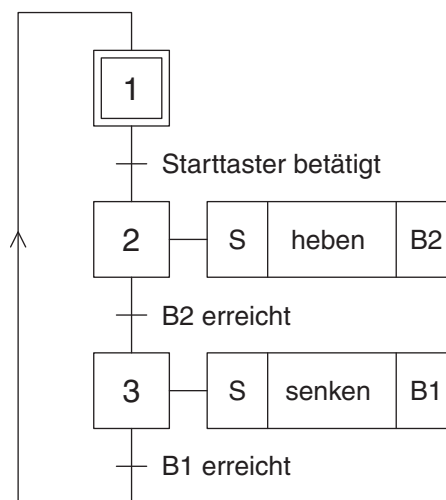 1
Starttaster betätigt
2 S heben B2
B2 erreicht
3 S senken B1
B1 erreicht